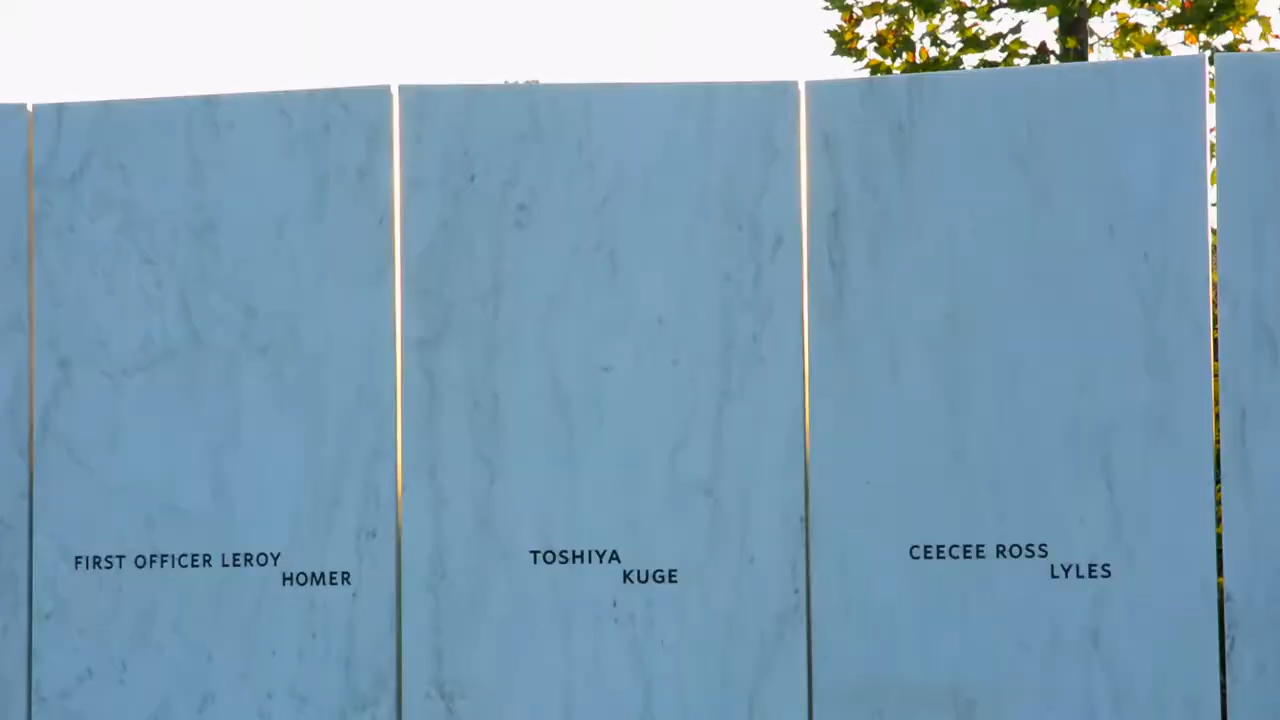 FIRST OFFICER LEROY
HOMER
TOSHIYA
KUGE
CEECEE ROSS
LYLES